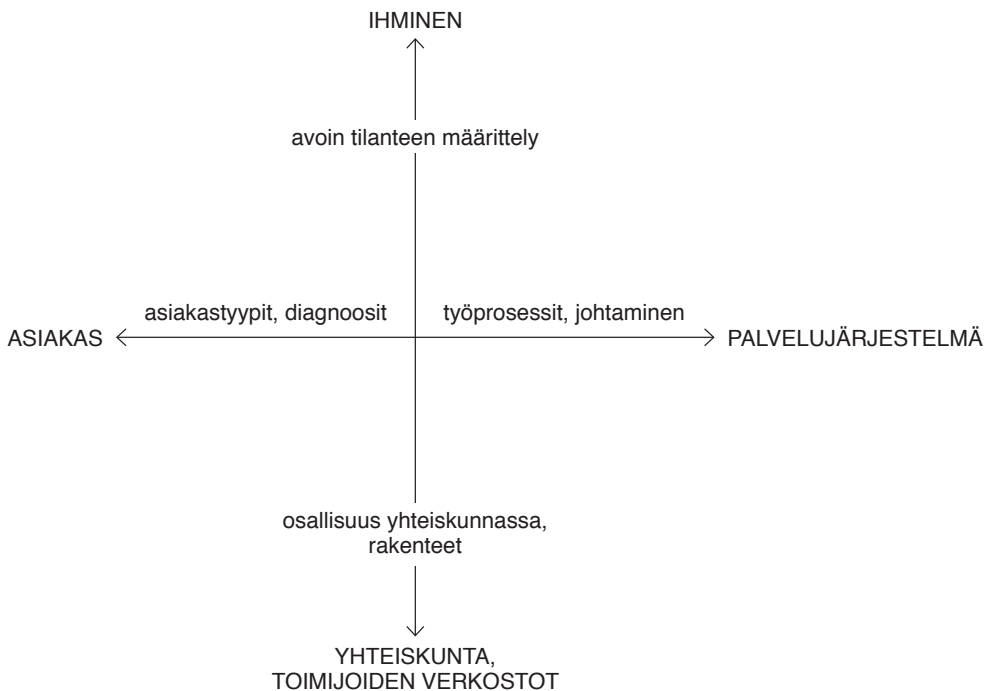 IHMINEN
avoin tilanteen määrittely
asiakastyypit, diagnoosit
työprosessit, johtaminen
ASIAKAS
PALVELUJÄRJESTELMÄ
osallisuus yhteiskunnassa,
rakenteet
YHTEISKUNTA,
TOIMIJOIDEN VERKOSTOT